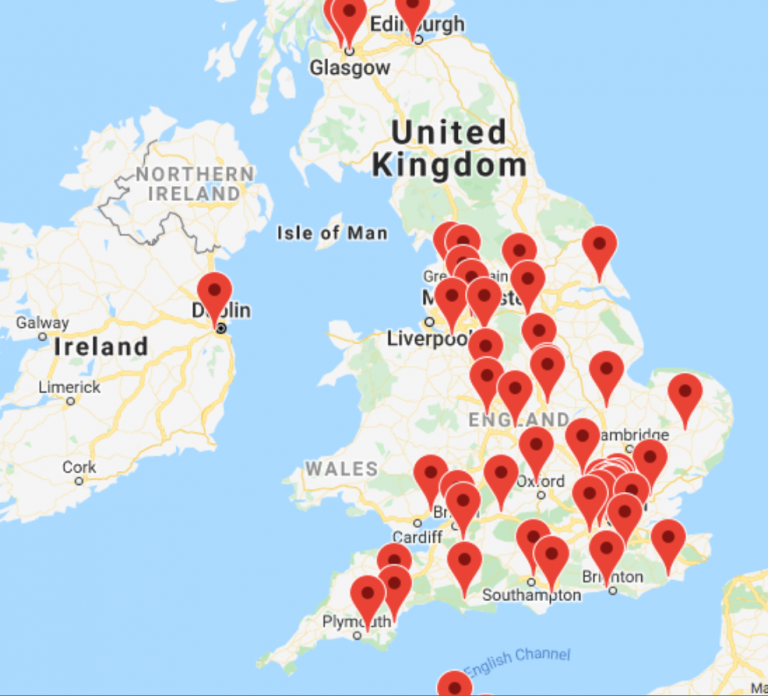 Edinburgh
Glasgow
United
Kingdom
NORTHERN
IRELAND
Isle of Man
Dublin
Galway
Ireland
Liverpool
Limerick
ENGLAND
Cork
WALES
Oxford
Cardiff
Brighton
Southampton
Plymouth
English Channel
Ma